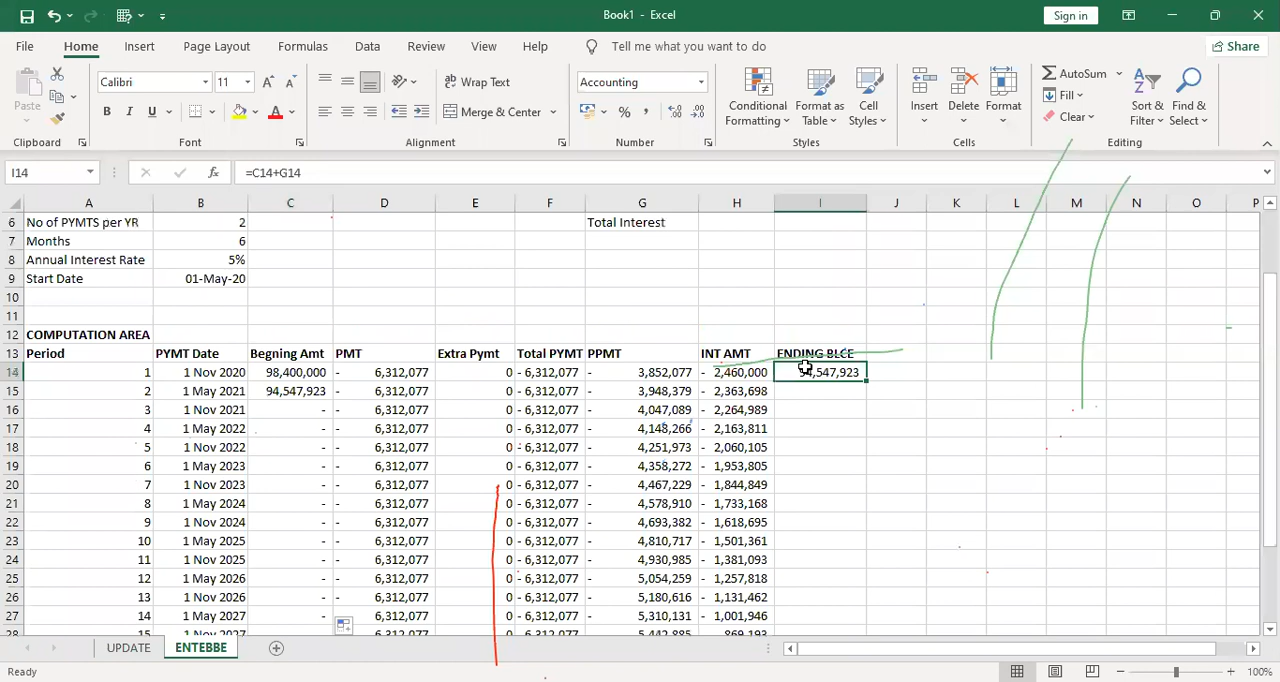 Book1 - Excel
Sign in
File Home Insert Page Layout Formulas Data Review View Help Tell me what you want to do Share
Paste Calibri 11 Wrap Text Accounting AutoSum
B I U Merge & Center % Conditional Formatting Format as Table Cell Styles Insert Delete Format Fill Sort & Filter Find & Select
Clear
Clipboard Font Alignment Number Styles Cells Editing
I14 fx =C14+G14
A B C D E F G H I J K L M N O P
6 No of PYMTS per YR 2 Total Interest
7 Months 6
8 Annual Interest Rate 5%
9 Start Date 01-May-20
10
11
12 COMPUTATION AREA
13 Period PYMT Date Begning Amt PMT Extra Pymt Total PYMT PPMT INT AMT ENDING BLCE
14 1 1 Nov 2020 98,400,000 - 6,312,077 0 - 6,312,077 - 3,852,077 - 2,460,000 94,547,923
15 2 1 May 2021 94,547,923 - 6,312,077 0 - 6,312,077 - 3,948,379 - 2,363,698
16 3 1 Nov 2021 - - 6,312,077 0 - 6,312,077 - 4,047,089 - 2,264,989
17 4 1 May 2022 - - 6,312,077 0 - 6,312,077 - 4,148,266 - 2,163,811
18 5 1 Nov 2022 - - 6,312,077 0 - 6,312,077 - 4,251,973 - 2,060,105
19 6 1 May 2023 - - 6,312,077 0 - 6,312,077 - 4,358,272 - 1,953,805
20 7 1 Nov 2023 - - 6,312,077 0 - 6,312,077 - 4,467,229 - 1,844,849
21 8 1 May 2024 - - 6,312,077 0 - 6,312,077 - 4,578,910 - 1,733,168
22 9 1 Nov 2024 - - 6,312,077 0 - 6,312,077 - 4,693,382 - 1,618,695
23 10 1 May 2025 - - 6,312,077 0 - 6,312,077 - 4,810,717 - 1,501,361
24 11 1 Nov 2025 - - 6,312,077 0 - 6,312,077 - 4,930,985 - 1,381,093
25 12 1 May 2026 - - 6,312,077 0 - 6,312,077 - 5,054,259 - 1,257,818
26 13 1 Nov 2026 - - 6,312,077 0 - 6,312,077 - 5,180,616 - 1,131,462
27 14 1 May 2027 - - 6,312,077 0 - 6,312,077 - 5,310,131 - 1,001,946
28 15 1 Nov 2027 - 6,312,077 0 - 6,312,077 - 5,442,885 - 869,193
UPDATE ENTEBBE
Ready 100%